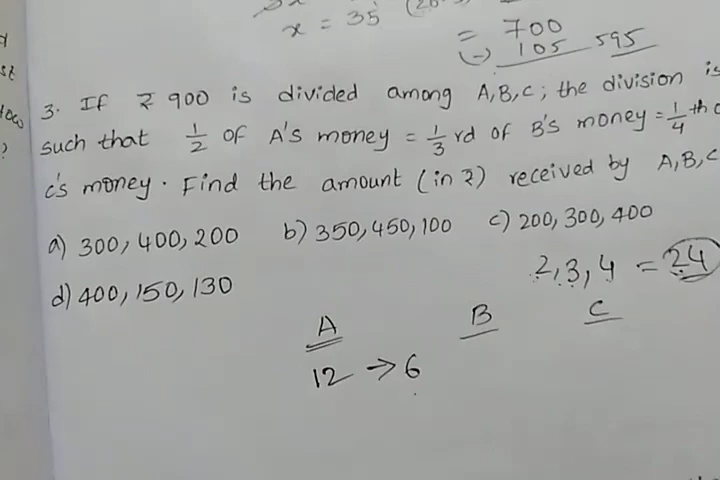 x = 35
= 700
(-) 105 595
3. If ₹ 900 is divided among A,B,C; the division is
such that 1/2 of A's money = 1/3 rd of B's money = 1/4 th
C's money. Find the amount (in ₹) received by A,B,C
a) 300, 400, 200 b) 350, 450, 100 c) 200, 300, 400
d) 400, 150, 130
2, 3, 4 = 24
A B C
12 → 6